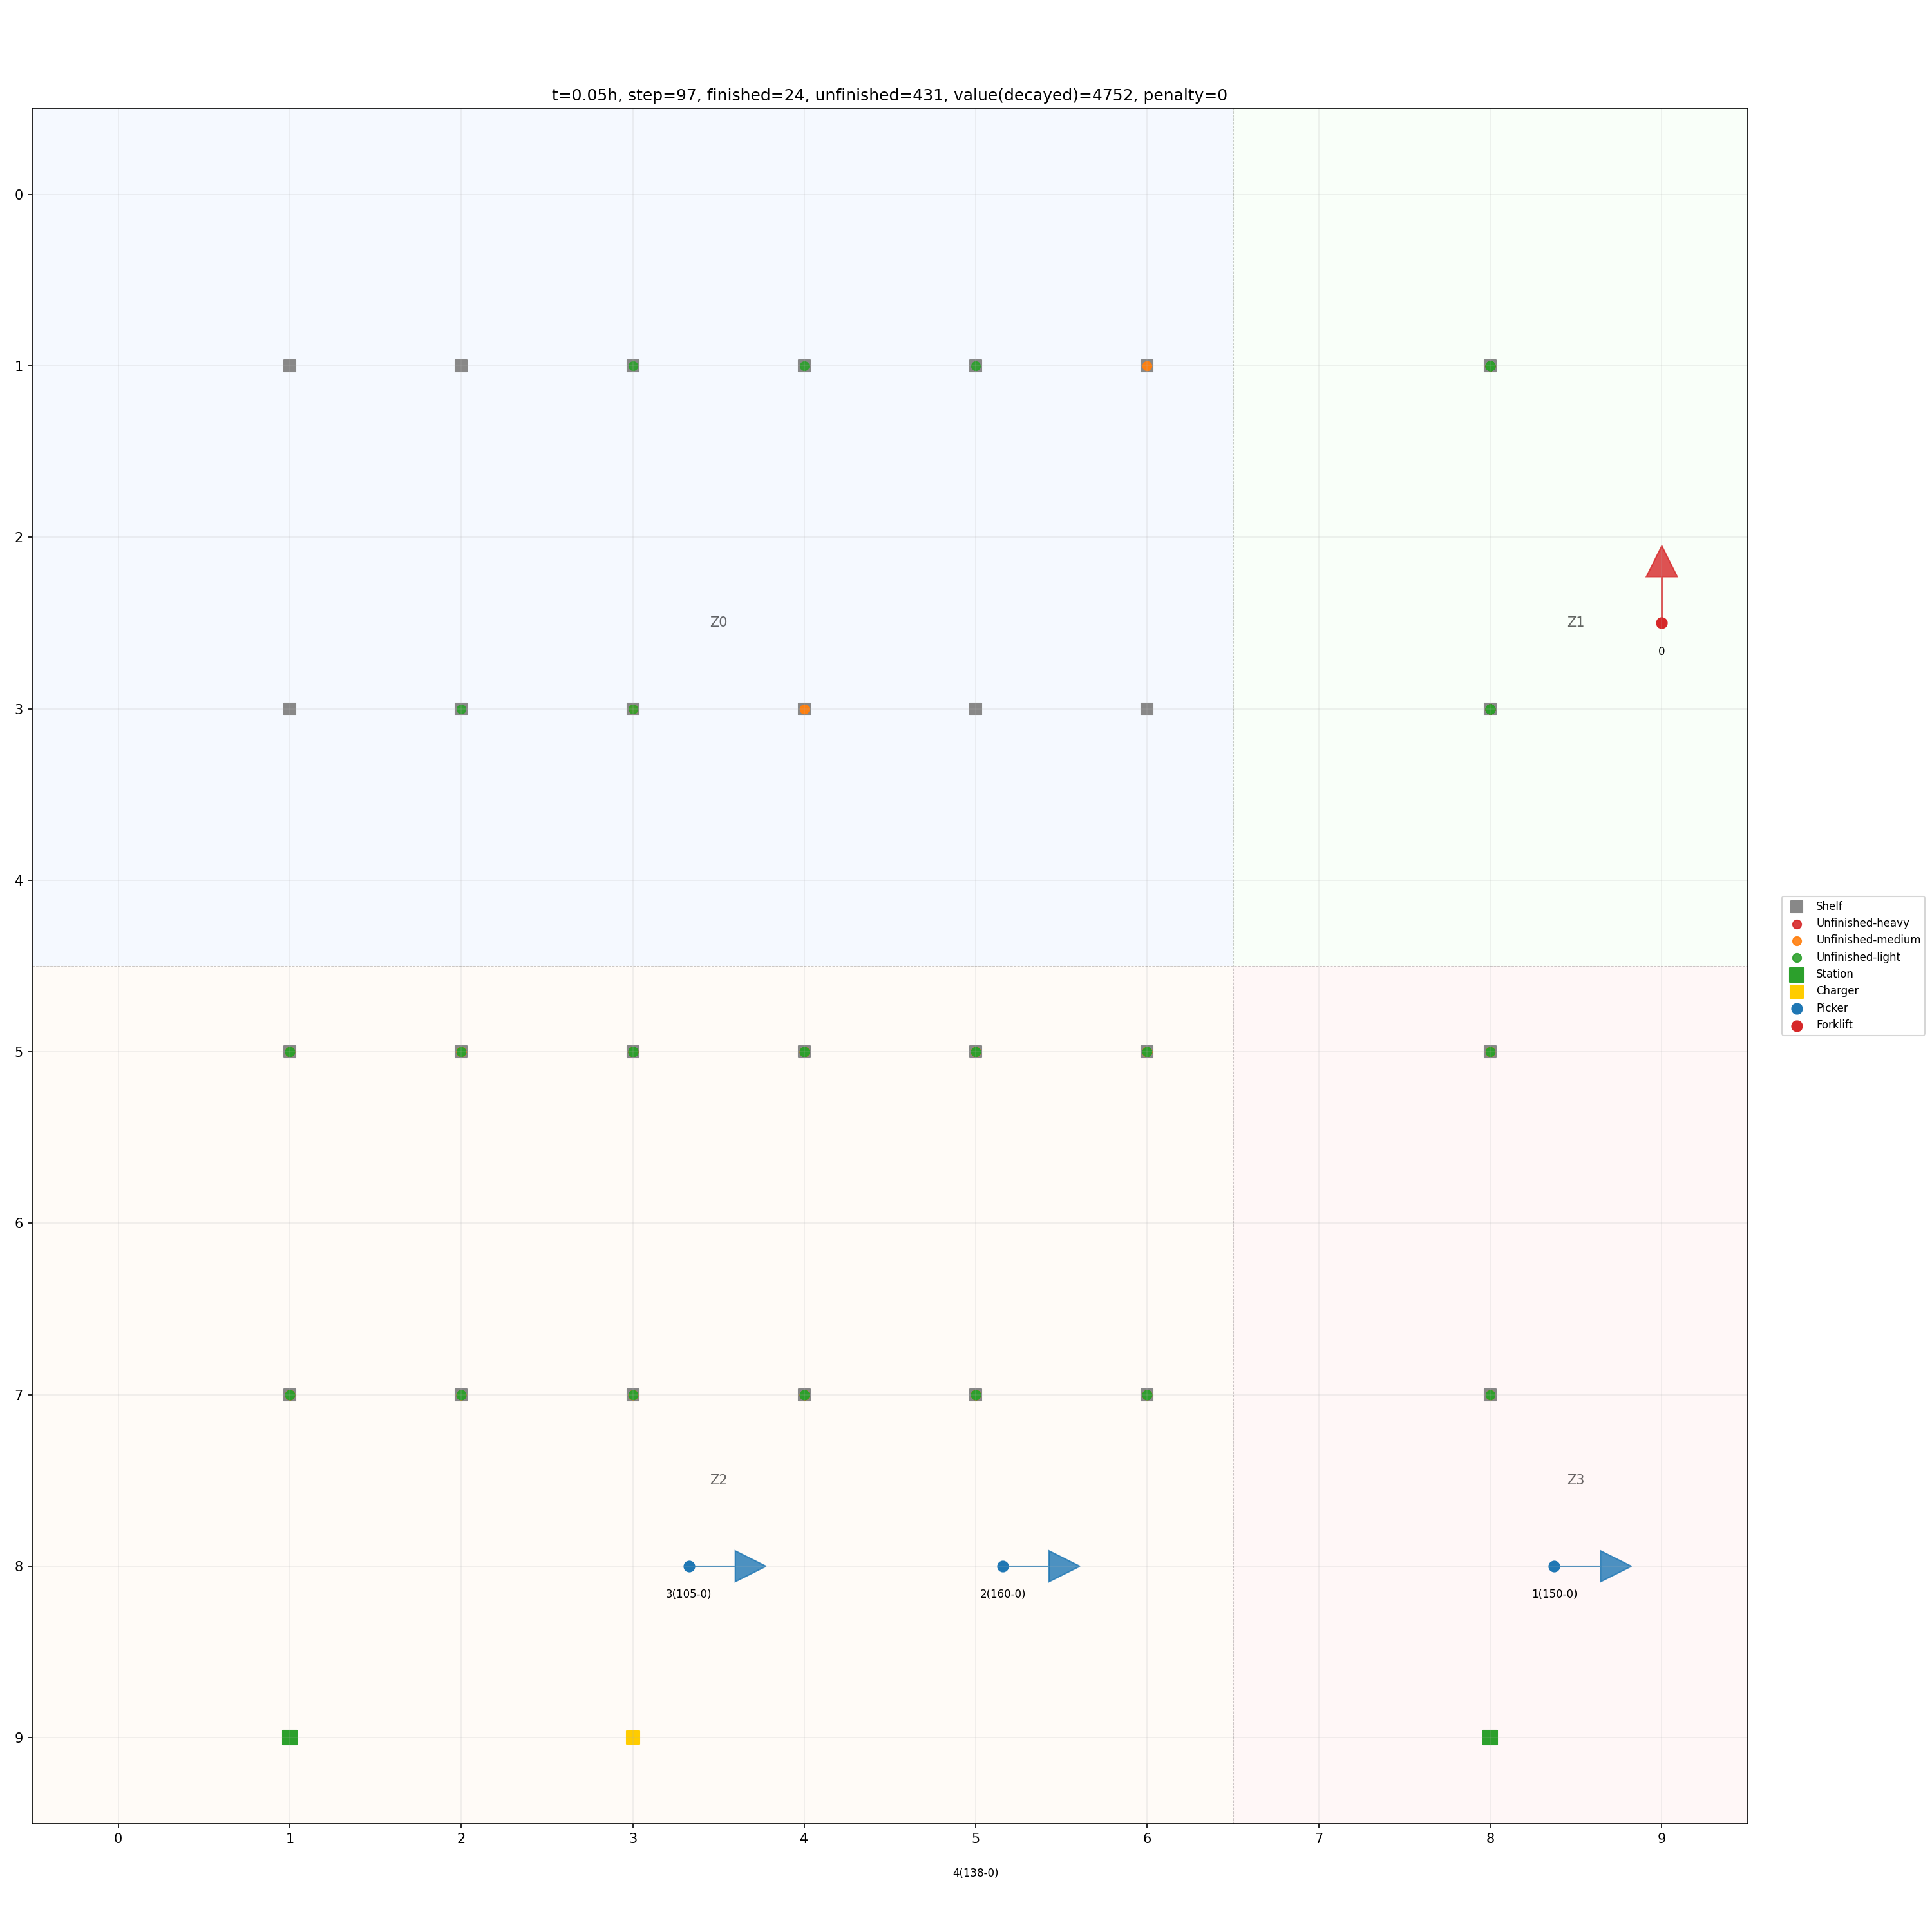 t=0.05h, step=97, finished=24, unfinished=431, value(decayed)=4752, penalty=0
0
1
2
Z0
Z1
0
3
4
Shelf
Unfinished-heavy
Unfinished-medium
Unfinished-light
Station
Charger
Picker
Forklift
5
6
7
Z2
Z3
8
3(105-0)
2(160-0)
1(150-0)
9
0 1 2 3 4 5 6 7 8 9
4(138-0)